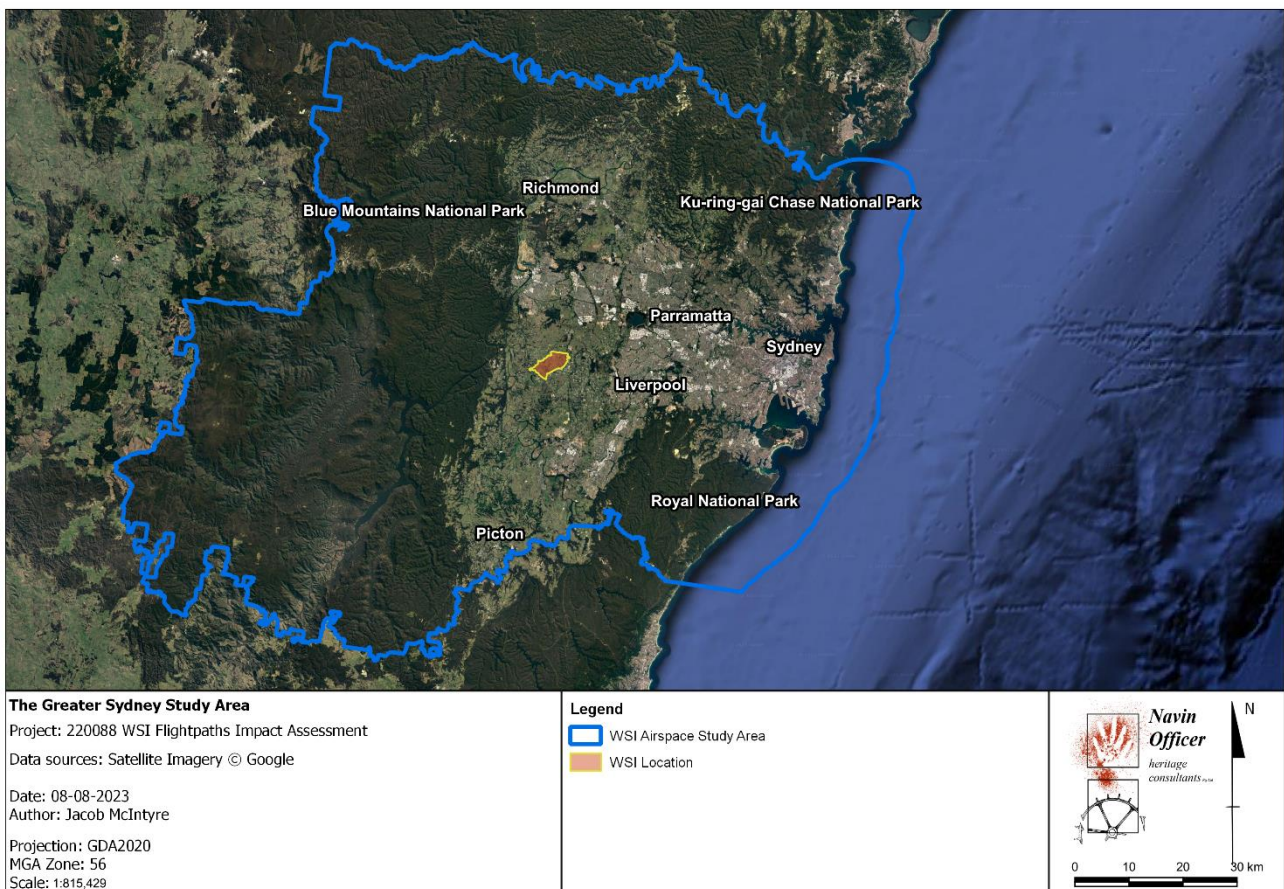 Richmond
Blue Mountains National Park
Ku-ring-gai Chase National Park
Parramatta
Sydney
Liverpool
Royal National Park
Picton
The Greater Sydney Study Area
Project: 220088 WSI Flightpaths Impact Assessment
Data sources: Satellite Imagery © Google
Date: 08-08-2023
Author: Jacob McIntyre
Projection: GDA2020
MGA Zone: 56
Scale: 1:815,429
Legend
WSI Airspace Study Area
WSI Location
Navin
Officer
heritage
consultants
N
0 10 20 30 km